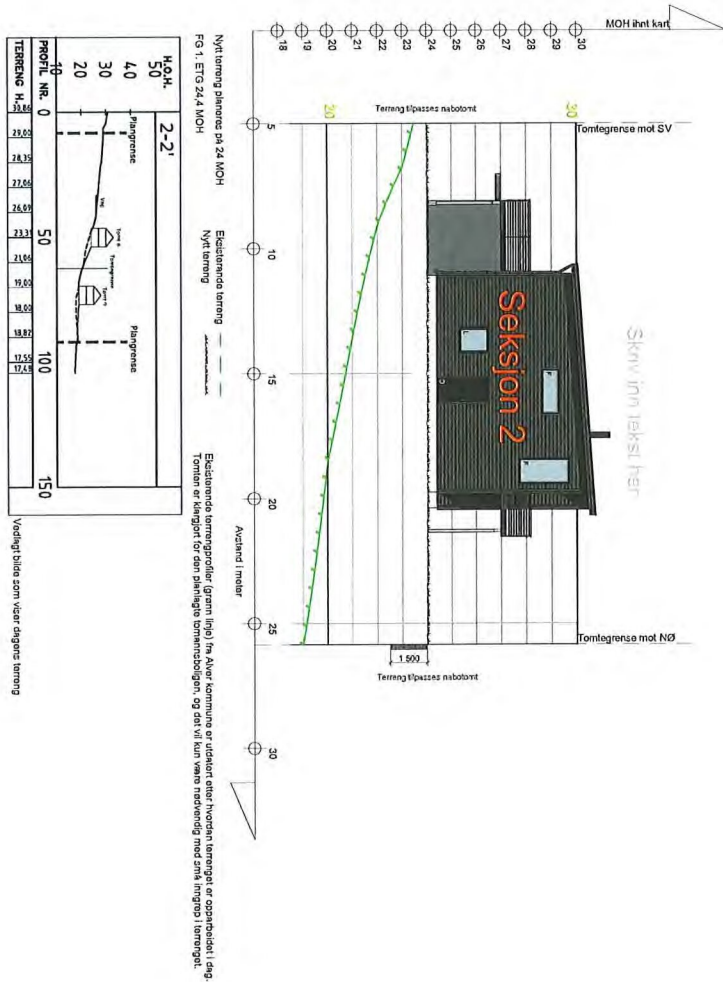 MOH ihht kart
30
29
28
27
26
25
24
23
22
21
20
19
18
Tomtegrense mot SV
Terreng tilpasses nabotomt
30
20
Skriv inn tekst her
Seksjon 2
Tomtegrense mot NØ
1 500
Terreng tilpasses nabotomt
5
10
15
20
25
30
Avstand i meter
Nytt terreng planeres på 24 MOH
FG 1. ETG 24,4 MOH
Eksisterende terreng
Nytt terreng
Eksisterende terrengprofiler (grønn linje) fra Alver kommune er utdatert etter hvordan terrenget er opparbeidet i dag.
Tomten er klargjort for den planlagte tomannsboligen, og det vil kun være nødvendig med små inngrep i terrenget.
2-2'
H.O.H.
50
40
30
20
10
Plangrense
Veg
Tomt 6
Tomtegrense
Plangrense
PROFIL NR. 0 50 100 150
TERRENG H. 30,86 29,00 28,35 27,06 26,09 23,31 21,06 19,00 18,00 18,82 17,55 17,49
Vedlagt bilde som viser dagens terreng